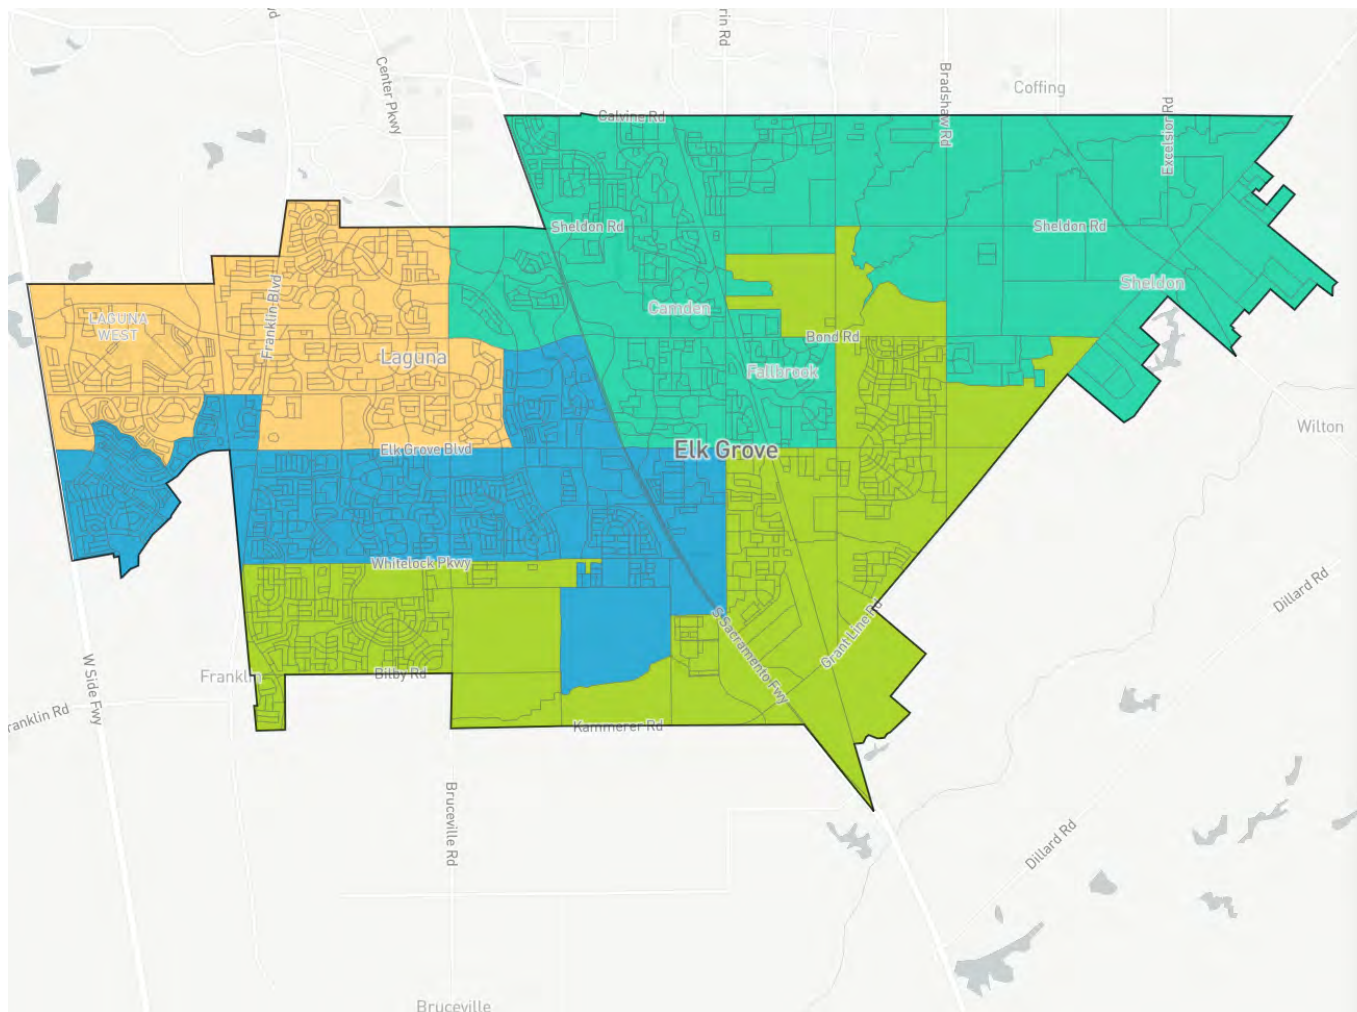 Center Pkwy
Bradshaw Rd
Coffing
Excelsior Rd
Calvine Rd
Sheldon Rd
Sheldon Rd
Sheldon
LAGUNA
WEST
Franklin Blvd
Camden
Bond Rd
Laguna
Fallbrook
Wilton
Elk Grove Blvd
Elk Grove
Whitelock Pkwy
Dillard Rd
S Sacramento Fwy
Grant Line Rd
Franklin
Bilby Rd
W Side Fwy
ranklin Rd
Kammerer Rd
Bruceville Rd
Dillard Rd
Bruceville